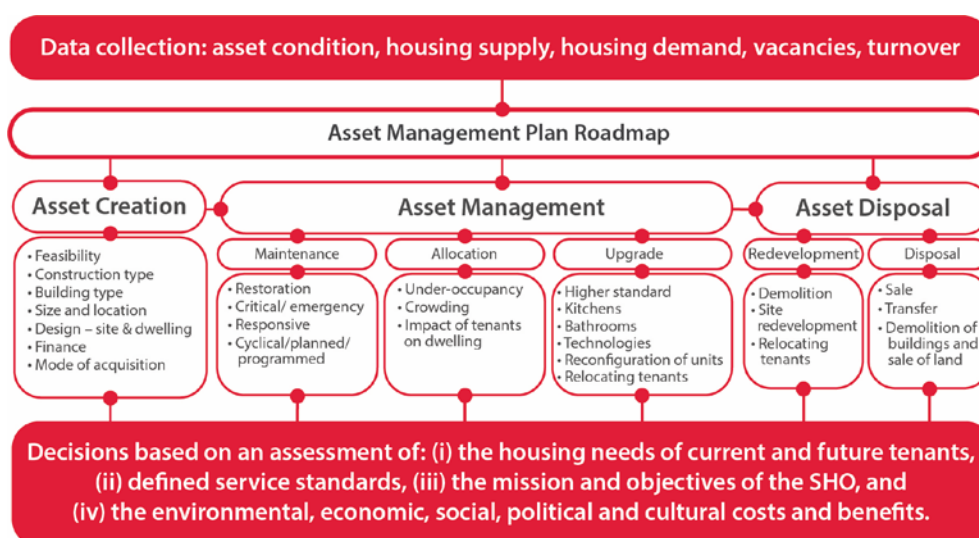 Data collection: asset condition, housing supply, housing demand, vacancies, turnover
Asset Management Plan Roadmap
Asset Creation
Asset Management
Asset Disposal
• Feasibility
• Construction type
• Building type
• Size and location
• Design – site & dwelling
• Finance
• Mode of acquisition
Maintenance
• Restoration
• Critical/ emergency
• Responsive
• Cyclical/planned/
programmed
Allocation
• Under-occupancy
• Crowding
• Impact of tenants
on dwelling
Upgrade
• Higher standard
• Kitchens
• Bathrooms
• Technologies
• Reconfiguration of units
• Relocating tenants
Redevelopment
• Demolition
• Site
redevelopment
• Relocating
tenants
Disposal
• Sale
• Transfer
• Demolition of
buildings and
sale of land
Decisions based on an assessment of: (i) the housing needs of current and future tenants,
(ii) defined service standards, (iii) the mission and objectives of the SHO, and
(iv) the environmental, economic, social, political and cultural costs and benefits.